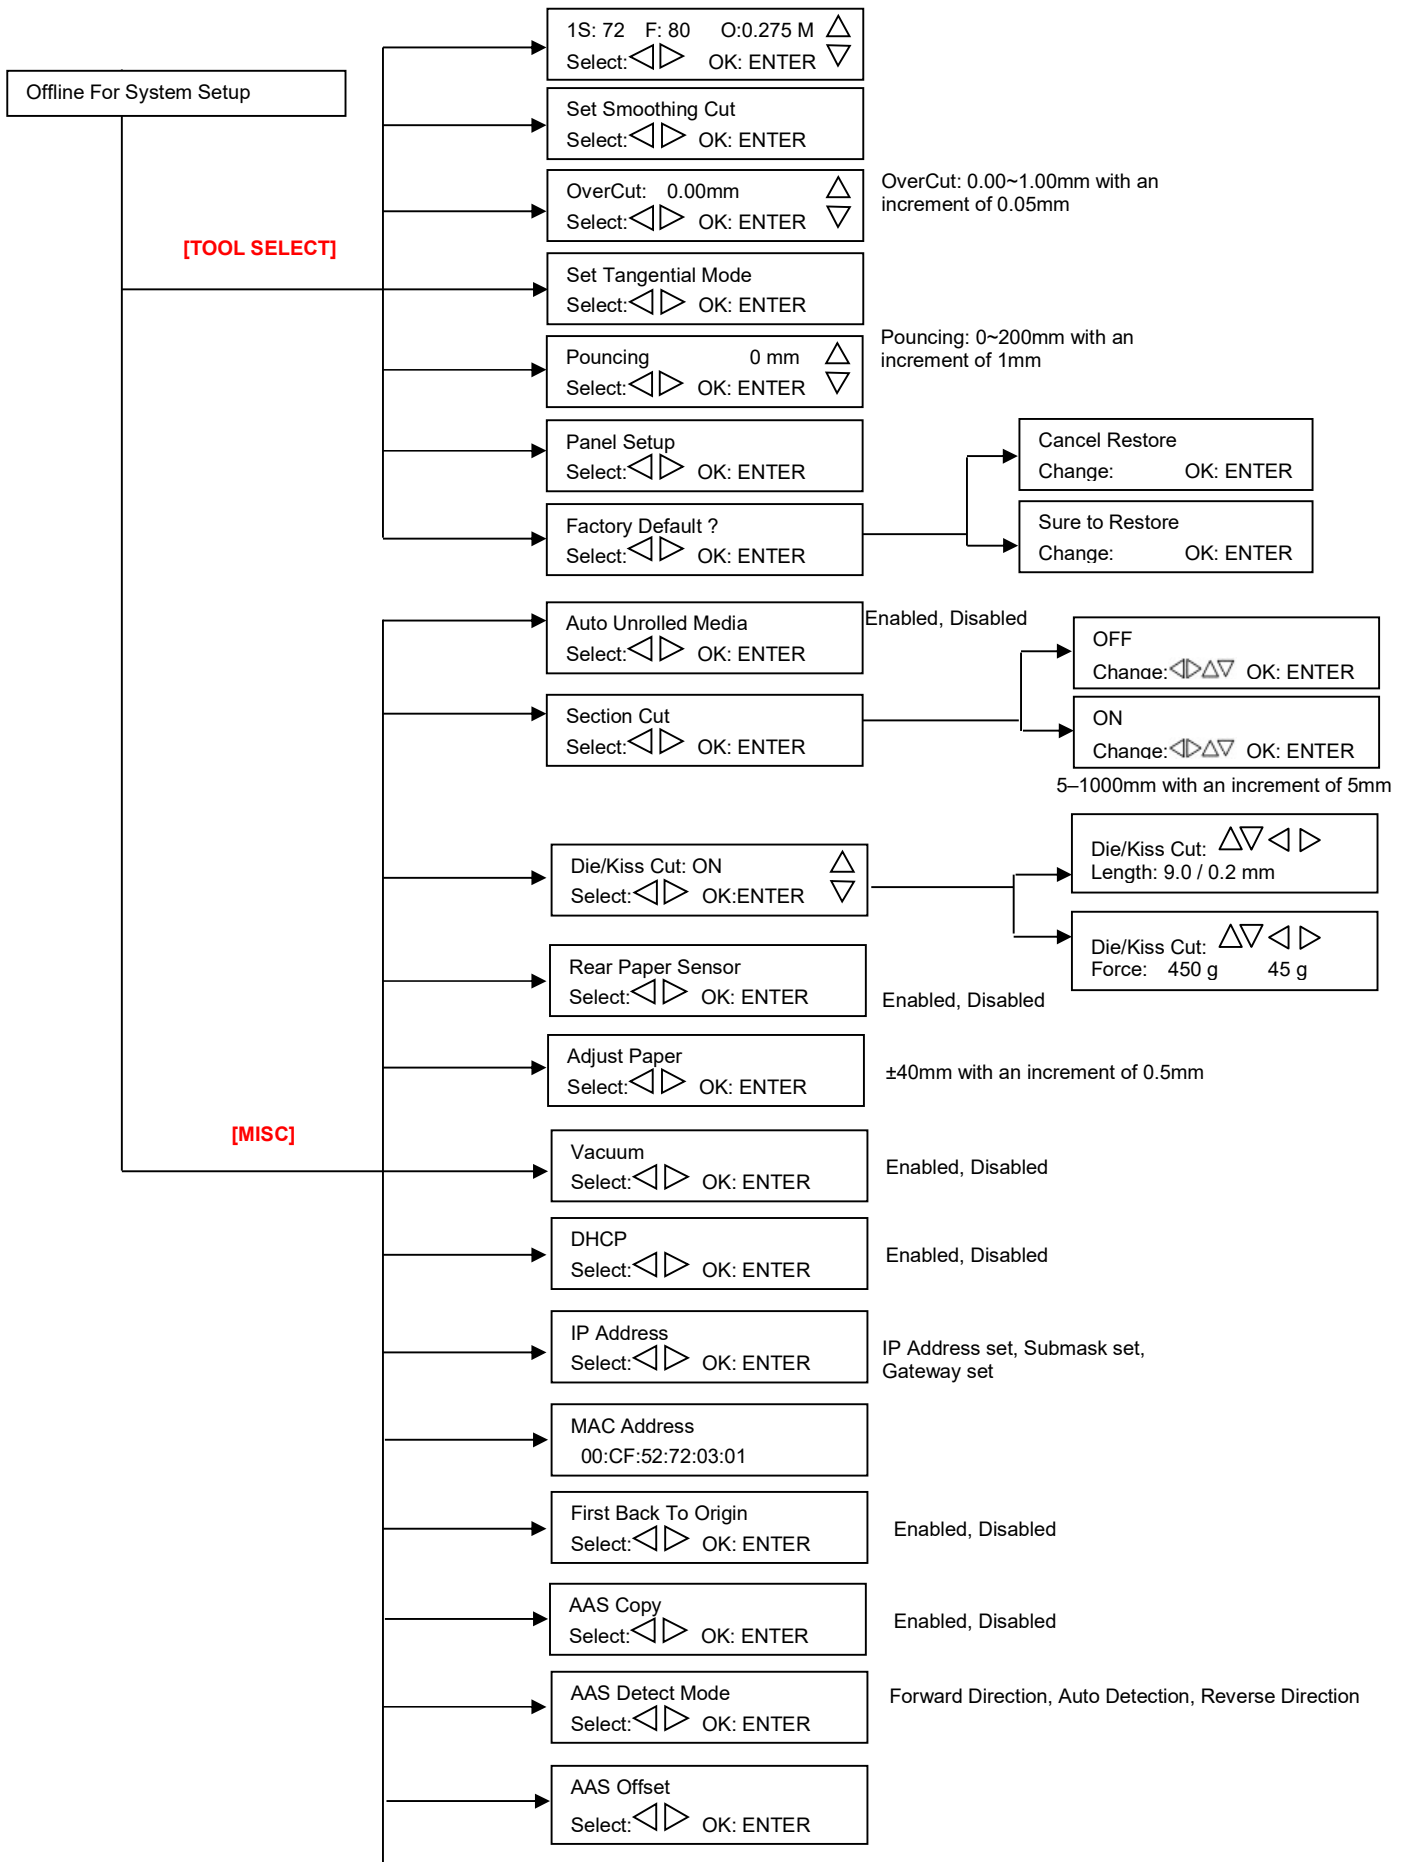 1S: 72 F: 80 O:0.275 M
Select: OK: ENTER
Offline For System Setup
Set Smoothing Cut
Select: OK: ENTER
OverCut: 0.00mm
Select: OK: ENTER
OverCut: 0.00~1.00mm with an
increment of 0.05mm
[TOOL SELECT]
Set Tangential Mode
Select: OK: ENTER
Pouncing 0 mm
Select: OK: ENTER
Pouncing: 0~200mm with an
increment of 1mm
Panel Setup
Select: OK: ENTER
Cancel Restore
Change: OK: ENTER
Factory Default ?
Select: OK: ENTER
Sure to Restore
Change: OK: ENTER
Auto Unrolled Media
Select: OK: ENTER
Enabled, Disabled
OFF
Change: OK: ENTER
Section Cut
Select: OK: ENTER
ON
Change: OK: ENTER
5–1000mm with an increment of 5mm
Die/Kiss Cut: ON
Select: OK:ENTER
Die/Kiss Cut:
Length: 9.0 / 0.2 mm
Die/Kiss Cut:
Force: 450 g 45 g
Rear Paper Sensor
Select: OK: ENTER
Enabled, Disabled
Adjust Paper
Select: OK: ENTER
±40mm with an increment of 0.5mm
[MISC]
Vacuum
Select: OK: ENTER
Enabled, Disabled
DHCP
Select: OK: ENTER
Enabled, Disabled
IP Address
Select: OK: ENTER
IP Address set, Submask set,
Gateway set
MAC Address
00:CF:52:72:03:01
First Back To Origin
Select: OK: ENTER
Enabled, Disabled
AAS Copy
Select: OK: ENTER
Enabled, Disabled
AAS Detect Mode
Select: OK: ENTER
Forward Direction, Auto Detection, Reverse Direction
AAS Offset
Select: OK: ENTER